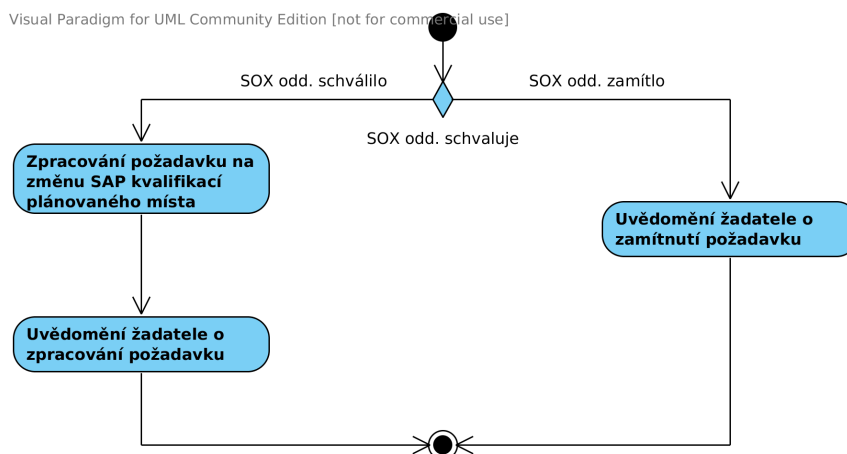 Visual Paradigm for UML Community Edition [not for commercial use]
SOX odd. schválilo
SOX odd. zamítlo
SOX odd. schvaluje
Zpracování požadavku na
změnu SAP kvalifikací
plánovaného místa
Uvědomění žadatele o
zamítnutí požadavku
Uvědomění žadatele o
zpracování požadavku